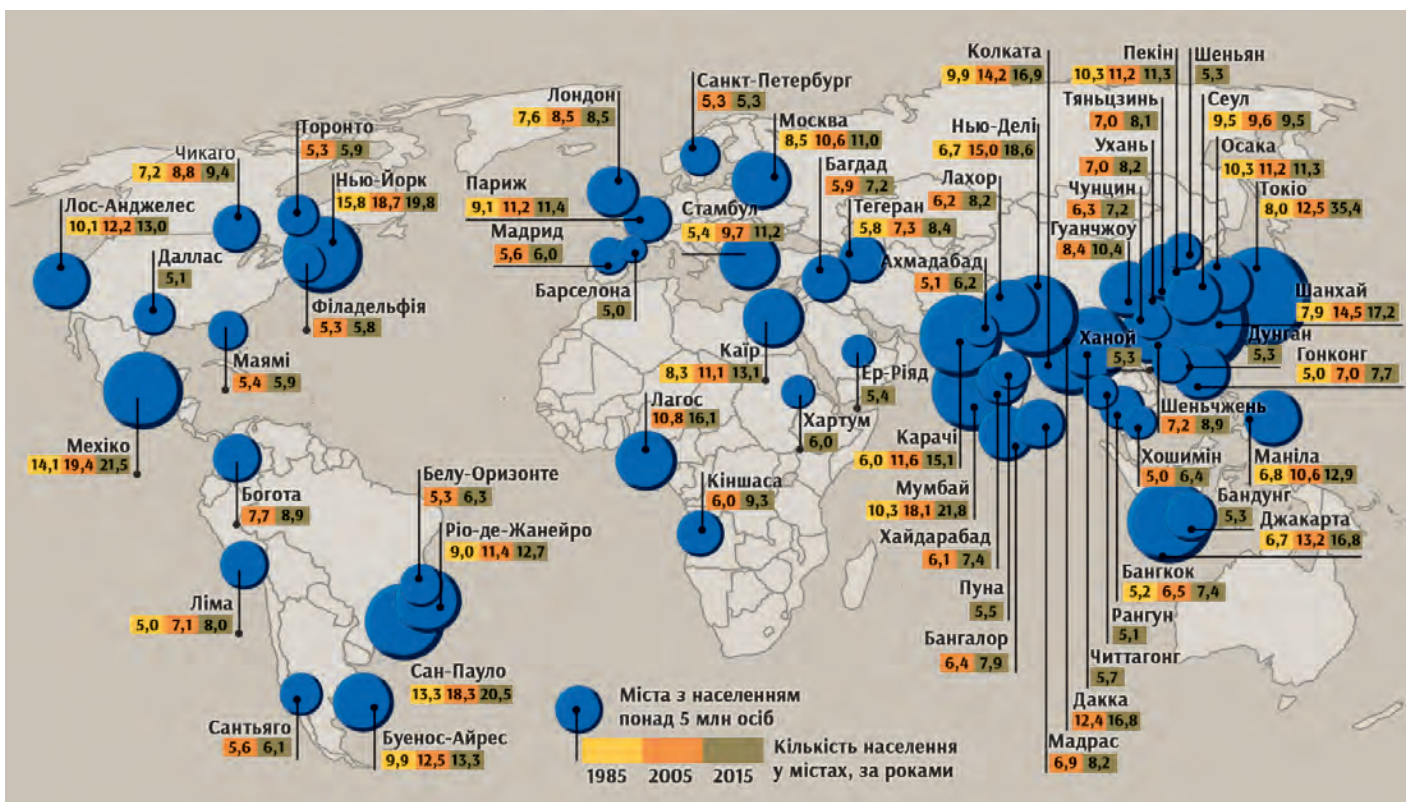 Колката
9,9 14,2 16,9
Пекін
10,3 11,2 11,3
Шеньян
5,3
Санкт-Петербург
5,3 5,3
Лондон
7,6 8,5 8,5
Тяньцзинь
7,0 8,1
Сеул
9,5 9,6 9,5
Торонто
5,3 5,9
Москва
8,5 10,6 11,0
Нью-Делі
6,7 15,0 18,6
Ухань
7,0 8,2
Осака
10,3 11,2 11,3
Чикаго
7,2 8,8 9,4
Нью-Йорк
15,8 18,7 19,8
Париж
9,1 11,2 11,4
Багдад
5,9 7,2
Лахор
6,2 8,2
Чунцин
6,3 7,2
Токіо
8,0 12,5 35,4
Лос-Анджелес
10,1 12,2 13,0
Стамбул
5,4 9,7 11,2
Тегеран
5,8 7,3 8,4
Гуанчжоу
8,4 10,4
Мадрид
5,6 6,0
Даллас
5,1
Ахмадабад
5,1 6,2
Барселона
5,0
Шанхай
7,9 14,5 17,2
Філадельфія
5,3 5,8
Ханой
5,3
Дунган
5,3
Маямі
5,4 5,9
Каїр
8,3 11,1 13,1
Ер-Ріяд
5,4
Гонконг
5,0 7,0 7,7
Лагос
10,8 16,1
Хартум
6,0
Шеньчжень
7,2 8,9
Мехіко
14,1 19,4 21,5
Карачі
6,0 11,6 15,1
Хошимін
5,0 6,4
Маніла
6,8 10,6 12,9
Богота
7,7 8,9
Белу-Оризонте
5,3 6,3
Кіншаса
6,0 9,3
Мумбай
10,3 18,1 21,8
Бандунг
5,3
Ріо-де-Жанейро
9,0 11,4 12,7
Джакарта
6,7 13,2 16,8
Хайдарабад
6,1 7,4
Бангкок
5,2 6,5 7,4
Ліма
5,0 7,1 8,0
Пуна
5,5
Рангун
5,1
Бангалор
6,4 7,9
Читтагонг
5,7
Сан-Пауло
13,3 18,3 20,5
Дакка
12,4 16,8
Сантьяго
5,6 6,1
Буенос-Айрес
9,9 12,5 13,3
Мадрас
6,9 8,2
Міста з населенням
понад 5 млн осіб
Кількість населення
у містах, за роками
1985 2005 2015